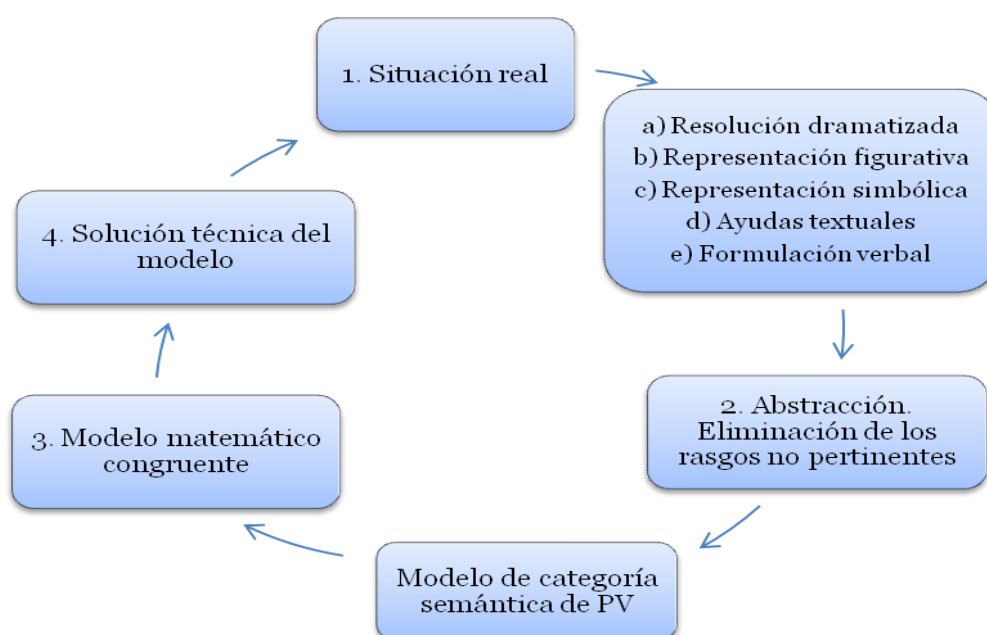 1. Situación real
a) Resolución dramatizada
b) Representación figurativa
c) Representación simbólica
d) Ayudas textuales
e) Formulación verbal
2. Abstracción.
Eliminación de los
rasgos no pertinentes
Modelo de categoría
semántica de PV
3. Modelo matemático
congruente
4. Solución técnica del
modelo